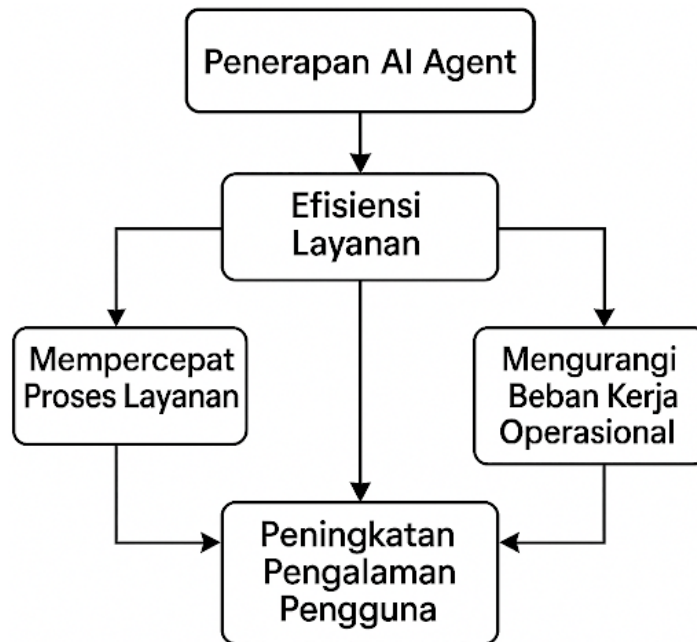 Penerapan AI Agent
Efisiensi
Layanan
Mempercepat
Proses Layanan
Mengurangi
Beban Kerja
Operasional
Peningkatan
Pengalaman
Pengguna